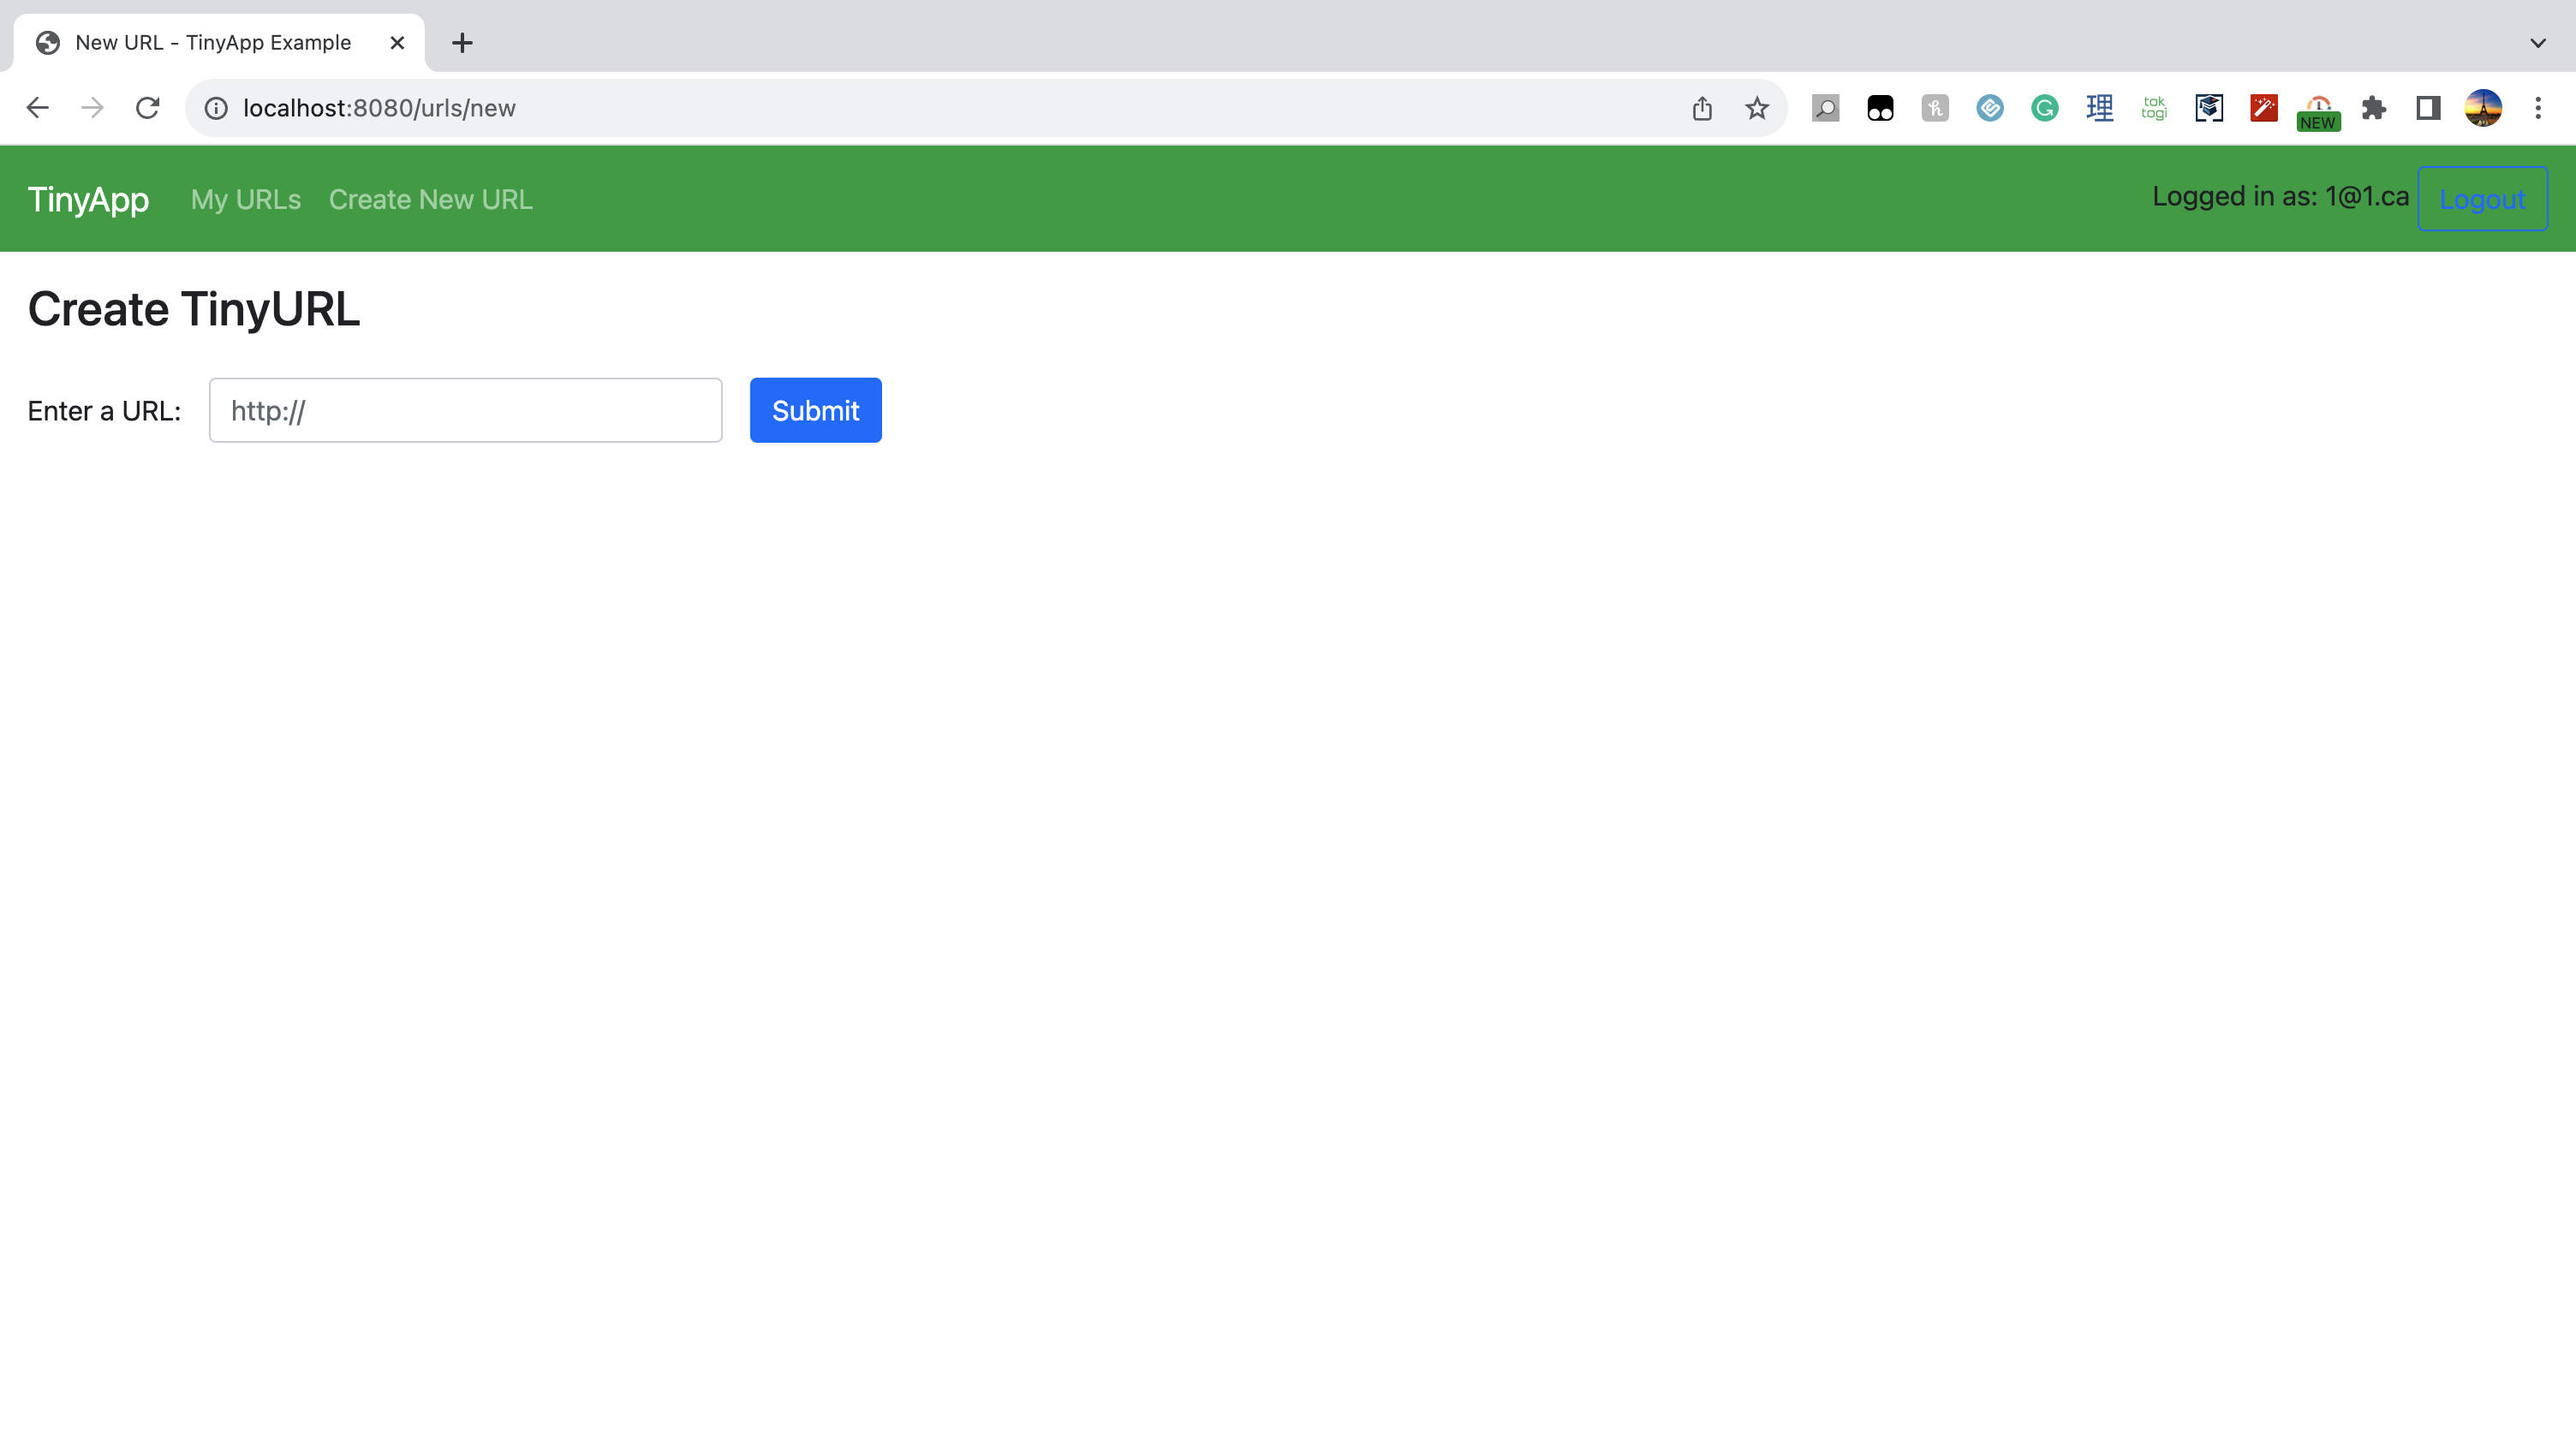 New URL - TinyApp Example
localhost:8080/urls/new
理
tok
togi
NEW
TinyApp My URLs Create New URL Logged in as: 1@1.ca Logout
Create TinyURL
Enter a URL: http:// Submit